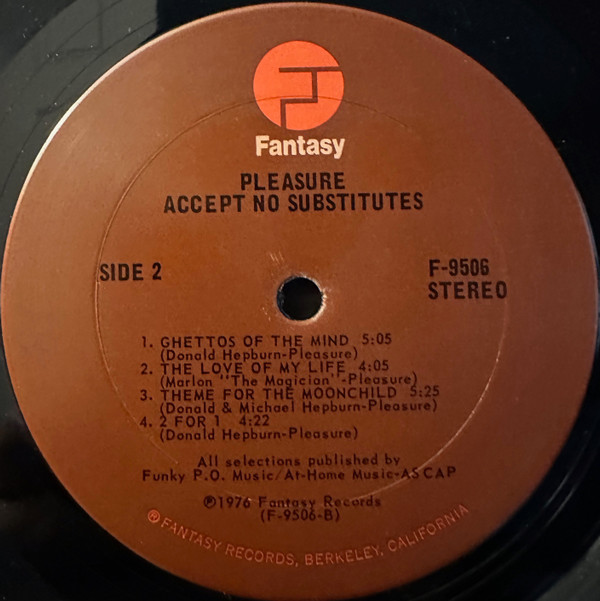 Fantasy
PLEASURE
ACCEPT NO SUBSTITUTES
SIDE 2
F-9506
STEREO
1. GHETTOS OF THE MIND 5:05
(Donald Hepburn-Pleasure)
2. THE LOVE OF MY LIFE 4:05
(Marlon "The Magician"-Pleasure)
3. THEME FOR THE MOONCHILD 5:25
(Donald & Michael Hepburn-Pleasure)
4. 2 FOR 1 4:22
(Donald Hepburn-Pleasure)
All selections published by
Funky P.O. Music/At-Home Music-ASCAP
℗1976 Fantasy Records
(F-9506-B)
®FANTASY RECORDS, BERKELEY, CALIFORNIA